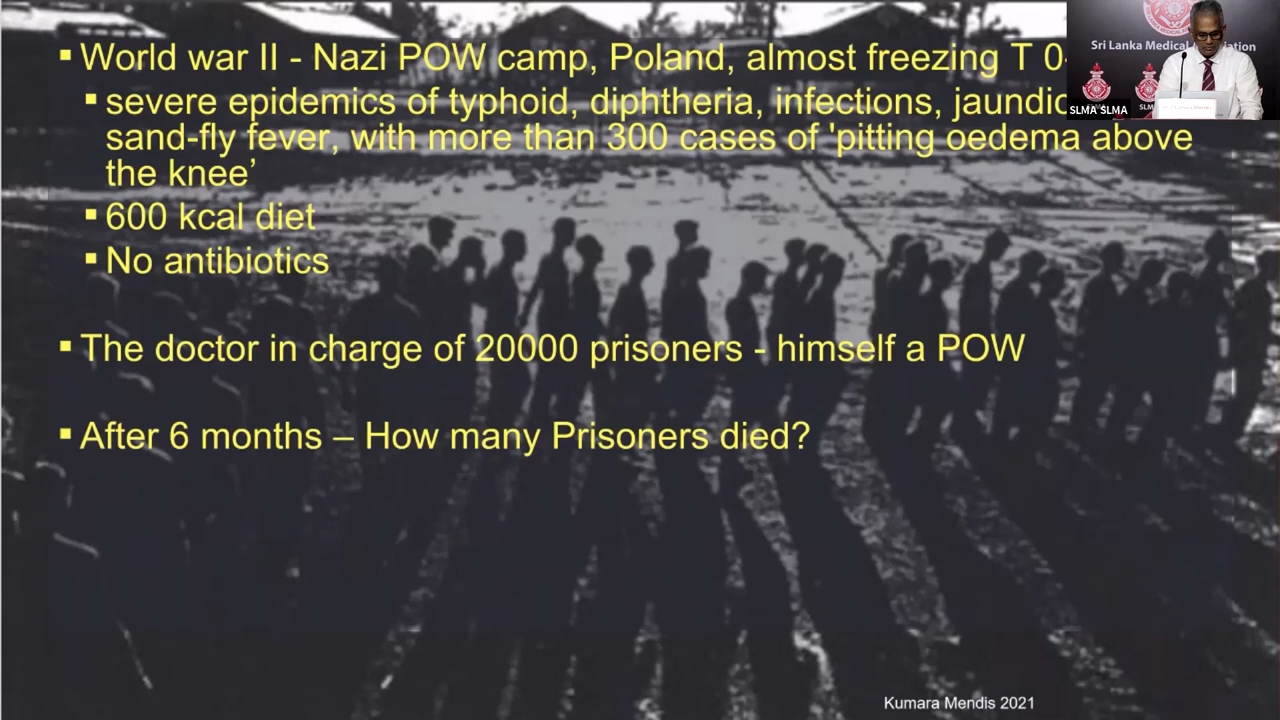 ▪ World war II - Nazi POW camp, Poland, almost freezing T 0-
▪ severe epidemics of typhoid, diphtheria, infections,
sand-fly fever, with more than 300 cases of 'pitting oedema above
the knee’
▪ 600 kcal diet
▪ No antibiotics
▪ The doctor in charge of 20000 prisoners - himself a POW
▪ After 6 months – How many Prisoners died?
Kumara Mendis 2021
Sri Lanka Medical
SLMA SLMA